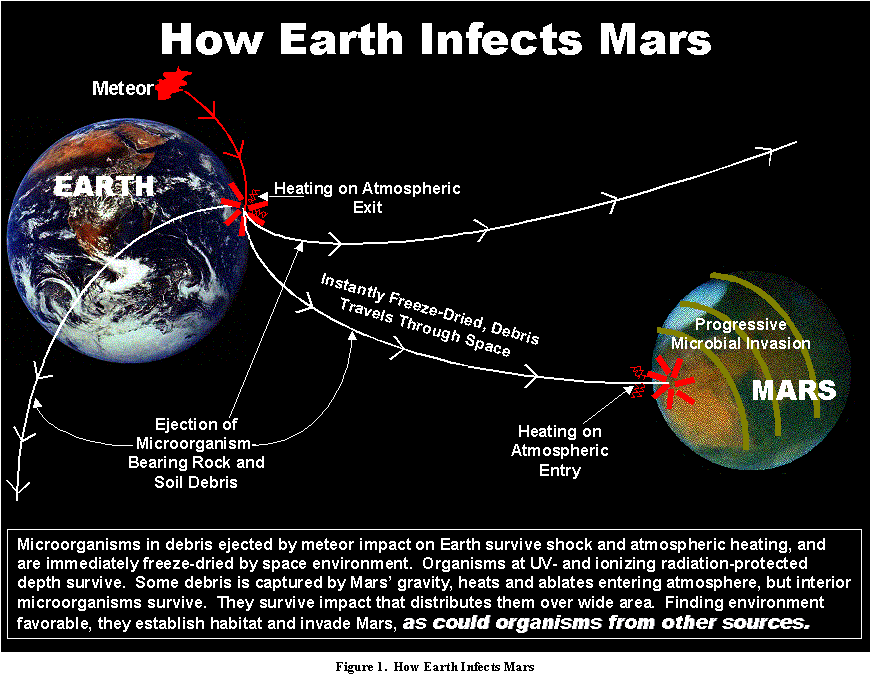 How Earth Infects Mars
Meteor
EARTH
Heating on Atmospheric
Exit
Instantly Freeze-Dried, Debris
Travels Through Space
Progressive
Microbial Invasion
MARS
Ejection of
Microorganism-
Bearing Rock and
Soil Debris
Heating on
Atmospheric
Entry
Microorganisms in debris ejected by meteor impact on Earth survive shock and atmospheric heating, and
are immediately freeze-dried by space environment. Organisms at UV- and ionizing radiation-protected
depth survive. Some debris is captured by Mars' gravity, heats and ablates entering atmosphere, but interior
microorganisms survive. They survive impact that distributes them over wide area. Finding environment
favorable, they establish habitat and invade Mars, as could organisms from other sources.
Figure 1. How Earth Infects Mars